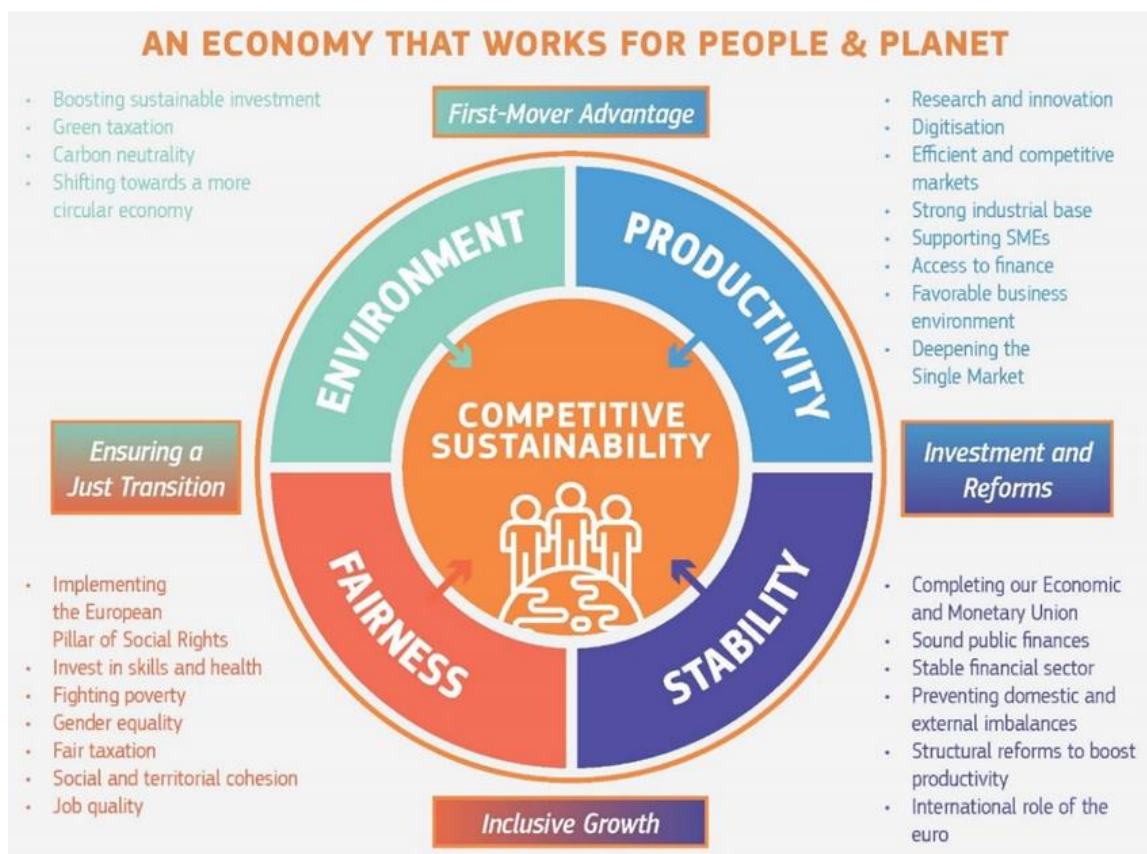 AN ECONOMY THAT WORKS FOR PEOPLE & PLANET
• Boosting sustainable investment
• Green taxation
• Carbon neutrality
• Shifting towards a more
circular economy
First-Mover Advantage
• Research and innovation
• Digitisation
• Efficient and competitive
markets
• Strong industrial base
• Supporting SMEs
• Access to finance
• Favorable business
environment
• Deepening the
Single Market
ENVIRONMENT
PRODUCTIVITY
COMPETITIVE
SUSTAINABILITY
Ensuring a
Just Transition
Investment and
Reforms
FAIRNESS
STABILITY
• Implementing
the European
Pillar of Social Rights
• Invest in skills and health
• Fighting poverty
• Gender equality
• Fair taxation
• Social and territorial cohesion
• Job quality
• Completing our Economic
and Monetary Union
• Sound public finances
• Stable financial sector
• Preventing domestic and
external imbalances
• Structural reforms to boost
productivity
• International role of the
euro
Inclusive Growth